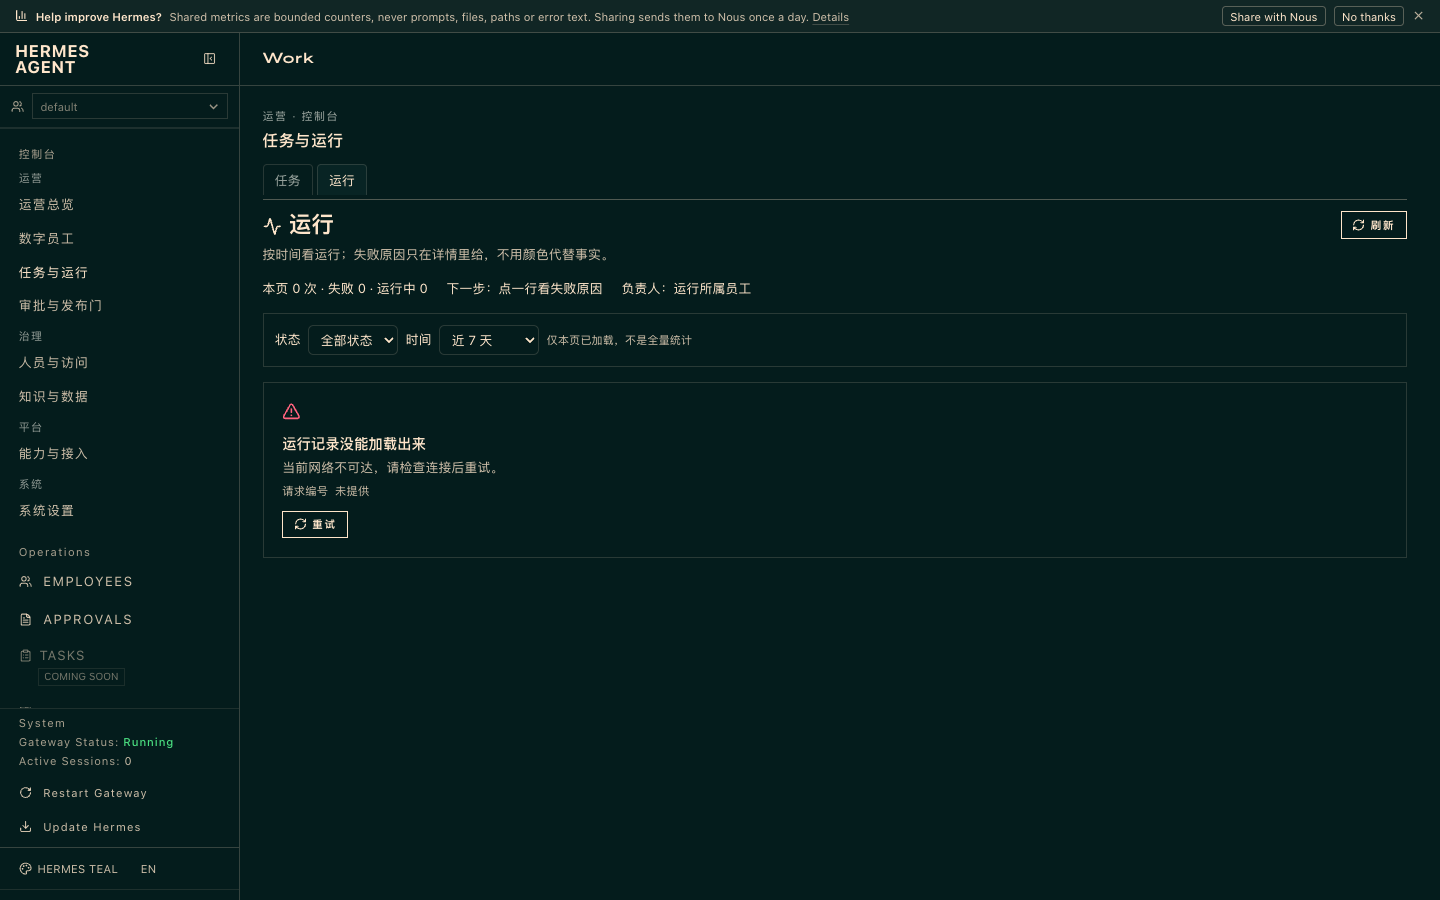 Help improve Hermes? Shared metrics are bounded counters, never prompts, files, paths or error text. Sharing sends them to Nous once a day. Details
Share with Nous
No thanks
HERMES
AGENT
Work
default
控制台
运营
运营总览
数字员工
任务与运行
审批与发布门
治理
人员与访问
知识与数据
平台
能力与接入
系统
系统设置
Operations
EMPLOYEES
APPROVALS
TASKS
COMING SOON
System
Gateway Status: Running
Active Sessions: 0
Restart Gateway
Update Hermes
HERMES TEAL
EN
运营 · 控制台
任务与运行
任务
运行
运行
刷新
按时间看运行；失败原因只在详情里给，不用颜色代替事实。
本页 0 次 · 失败 0 · 运行中 0 下一步：点一行看失败原因 负责人：运行所属员工
状态 全部状态 时间 近 7 天 仅本页已加载，不是全量统计
运行记录没能加载出来
当前网络不可达，请检查连接后重试。
请求编号 未提供
重试